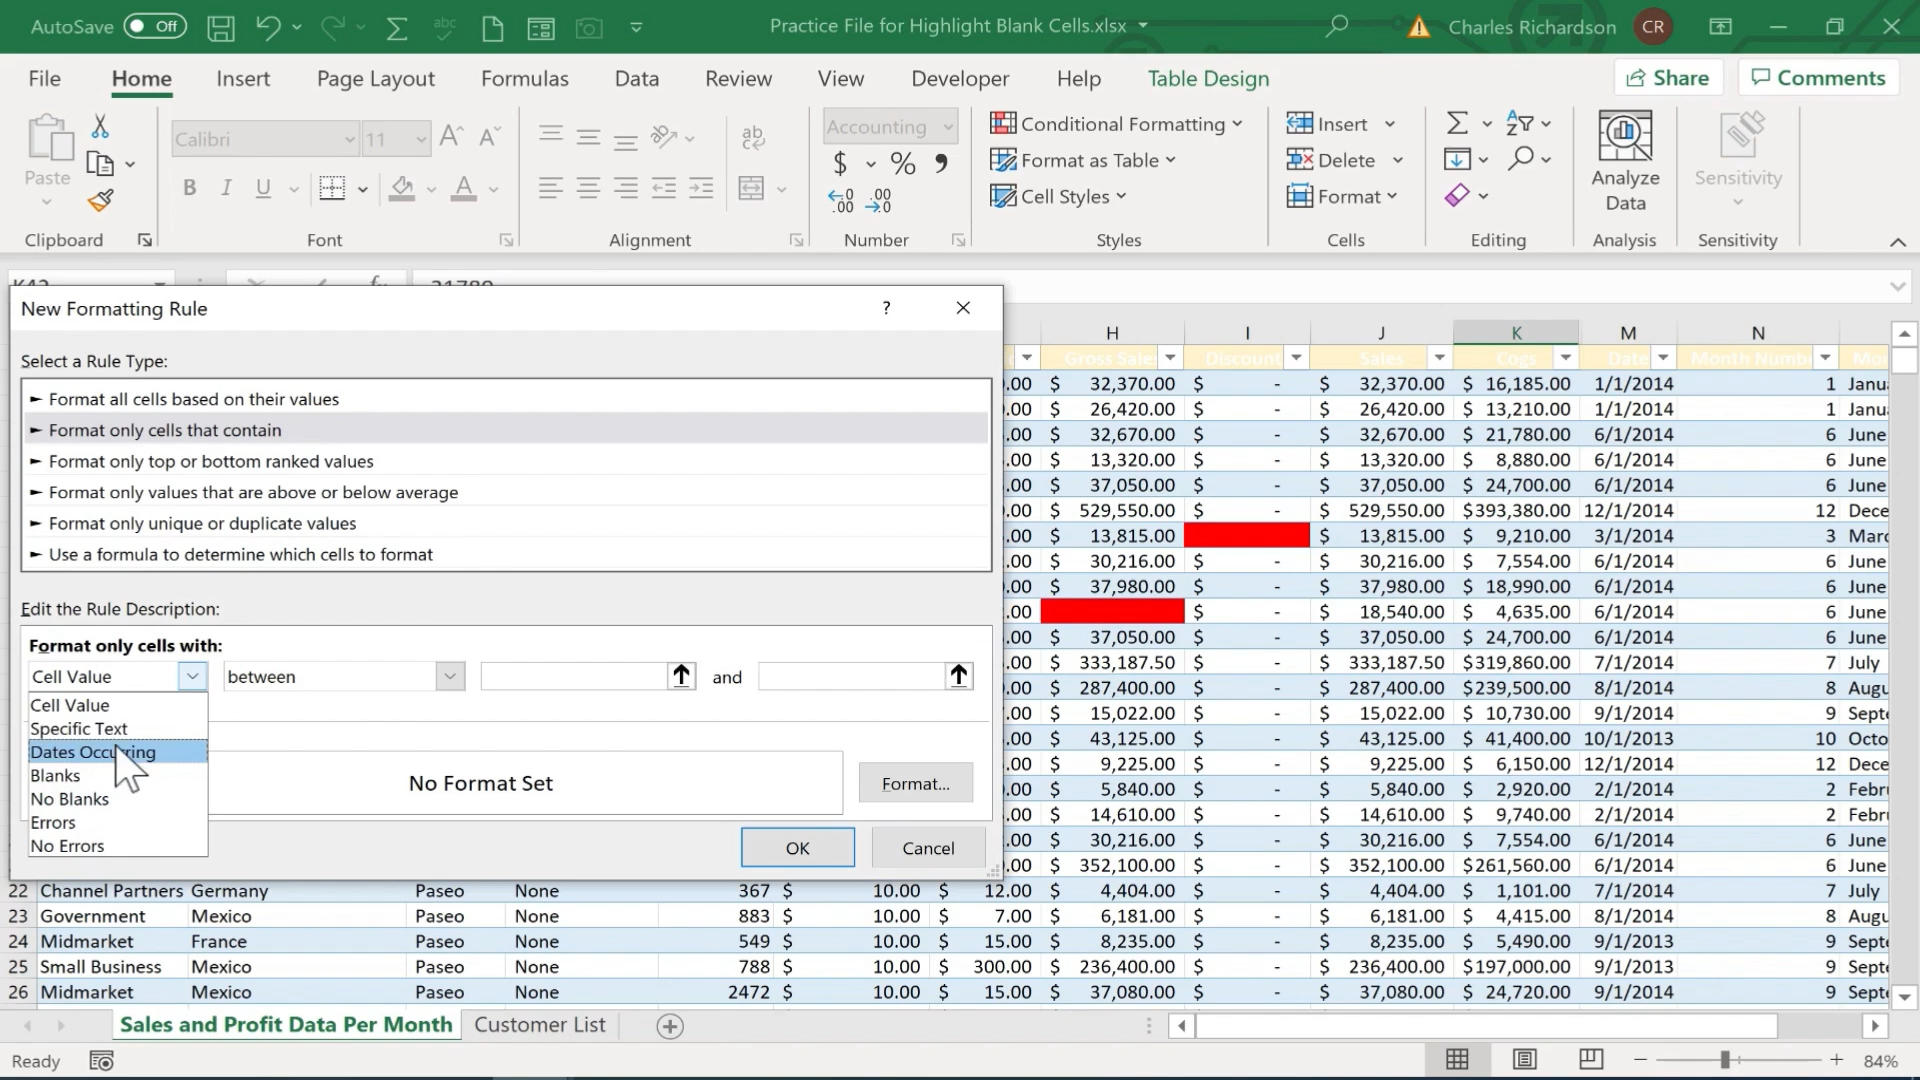 AutoSave Off Practice File for Highlight Blank Cells.xlsx Charles Richardson CR
File Home Insert Page Layout Formulas Data Review View Developer Help Table Design Share Comments
Calibri 11 Accounting Conditional Formatting Insert
Paste $ % Format as Table Delete Analyze Data Sensitivity
B I U A Cell Styles Format
Clipboard Font Alignment Number Styles Cells Editing Analysis Sensitivity
New Formatting Rule ?
Select a Rule Type:
► Format all cells based on their values
► Format only cells that contain
► Format only top or bottom ranked values
► Format only values that are above or below average
► Format only unique or duplicate values
► Use a formula to determine which cells to format
Edit the Rule Description:
Format only cells with:
Cell Value between and
Cell Value
Specific Text
Dates Occurring
Blanks
No Blanks
Errors
No Errors
No Format Set Format...
OK Cancel
H I J K M N
Gross Sales Discount Sales Cogs Date Month Numb
.00 $ 32,370.00 $ - $ 32,370.00 $ 16,185.00 1/1/2014 1 Janu
.00 $ 26,420.00 $ - $ 26,420.00 $ 13,210.00 1/1/2014 1 Janu
.00 $ 32,670.00 $ - $ 32,670.00 $ 21,780.00 6/1/2014 6 June
.00 $ 13,320.00 $ - $ 13,320.00 $ 8,880.00 6/1/2014 6 June
.00 $ 37,050.00 $ - $ 37,050.00 $ 24,700.00 6/1/2014 6 June
.00 $ 529,550.00 $ - $ 529,550.00 $393,380.00 12/1/2014 12 Dece
.00 $ 13,815.00 $ 13,815.00 $ 9,210.00 3/1/2014 3 Marc
.00 $ 30,216.00 $ - $ 30,216.00 $ 7,554.00 6/1/2014 6 June
.00 $ 37,980.00 $ - $ 37,980.00 $ 18,990.00 6/1/2014 6 June
.00 $ - $ 18,540.00 $ 4,635.00 6/1/2014 6 June
.00 $ 37,050.00 $ - $ 37,050.00 $ 24,700.00 6/1/2014 6 June
.00 $ 333,187.50 $ - $ 333,187.50 $319,860.00 7/1/2014 7 July
.00 $ 287,400.00 $ - $ 287,400.00 $239,500.00 8/1/2014 8 Augu
.00 $ 15,022.00 $ - $ 15,022.00 $ 10,730.00 9/1/2014 9 Septe
.00 $ 43,125.00 $ - $ 43,125.00 $ 41,400.00 10/1/2013 10 Octo
.00 $ 9,225.00 $ - $ 9,225.00 $ 6,150.00 12/1/2014 12 Dece
.00 $ 5,840.00 $ - $ 5,840.00 $ 2,920.00 2/1/2014 2 Febru
.00 $ 14,610.00 $ - $ 14,610.00 $ 9,740.00 2/1/2014 2 Febru
.00 $ 30,216.00 $ - $ 30,216.00 $ 7,554.00 6/1/2014 6 June
.00 $ 352,100.00 $ - $ 352,100.00 $261,560.00 6/1/2014 6 June
22 Channel Partners Germany Paseo None 367 $ 10.00 $ 12.00 $ 4,404.00 $ - $ 4,404.00 $ 1,101.00 7/1/2014 7 July
23 Government Mexico Paseo None 883 $ 10.00 $ 7.00 $ 6,181.00 $ - $ 6,181.00 $ 4,415.00 8/1/2014 8 Augu
24 Midmarket France Paseo None 549 $ 10.00 $ 15.00 $ 8,235.00 $ - $ 8,235.00 $ 5,490.00 9/1/2013 9 Septe
25 Small Business Mexico Paseo None 788 $ 10.00 $ 300.00 $ 236,400.00 $ - $ 236,400.00 $197,000.00 9/1/2013 9 Septe
26 Midmarket Mexico Paseo None 2472 $ 10.00 $ 15.00 $ 37,080.00 $ - $ 37,080.00 $ 24,720.00 9/1/2014 9 Septe
Sales and Profit Data Per Month Customer List
Ready 84%